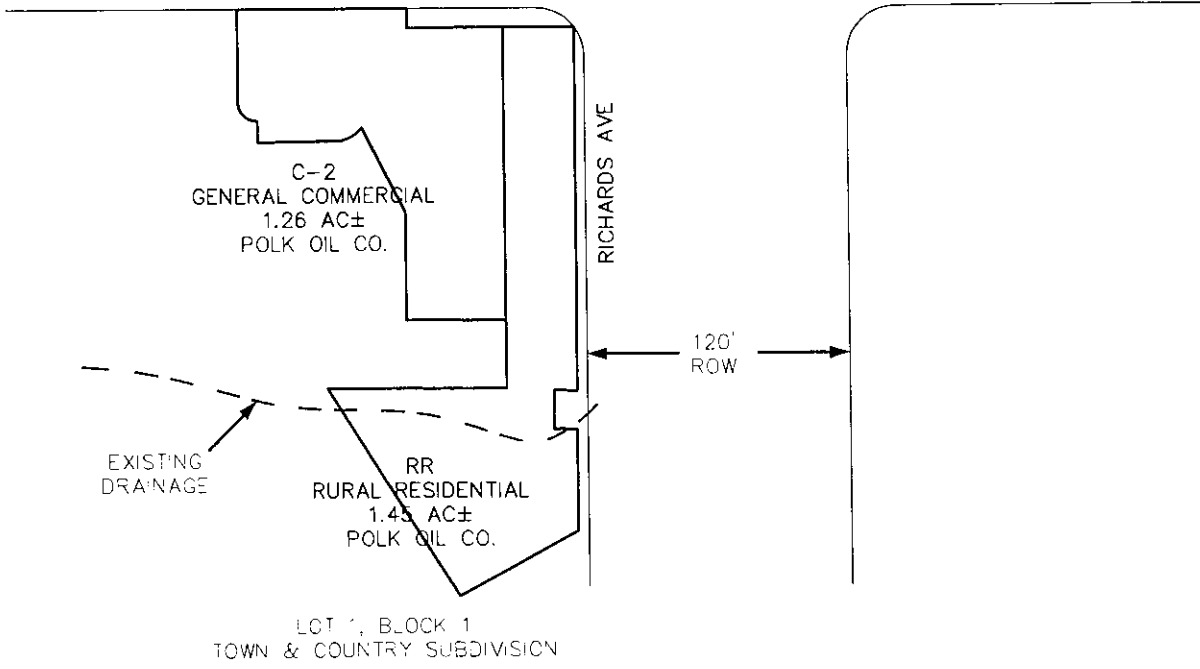 C-2
GENERAL COMMERCIAL
1.26 AC±
POLK OIL CO.
RICHARDS AVE
120'
ROW
EXISTING
DRAINAGE
RR
RURAL RESIDENTIAL
1.45 AC±
POLK OIL CO.
LOT 1, BLOCK 1
TOWN & COUNTRY SUBDIVISION